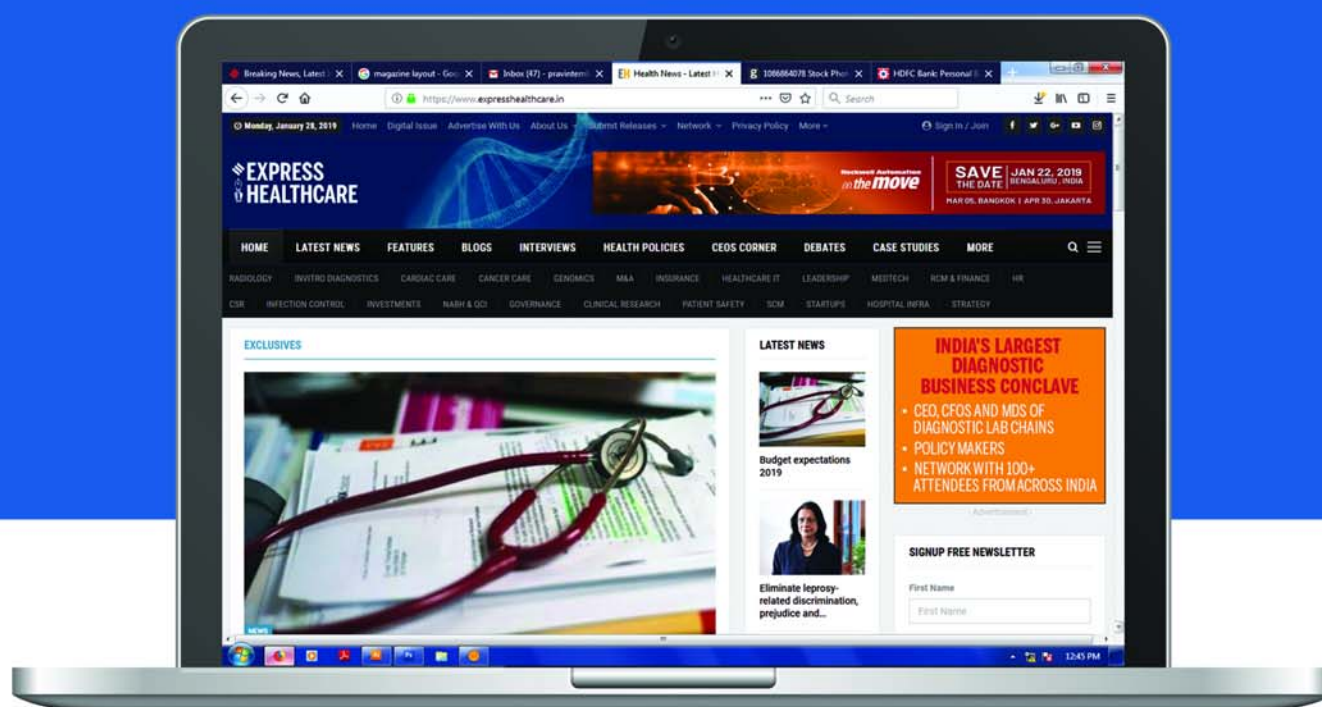 Breaking News, Latest
magazine layout - Goo
Inbox (47) - pravintern
EH Health News - Latest H
1086864078 Stock Phot
HDFC Bank: Personal B
https://www.expresshealthcare.in
Search
Monday, January 28, 2019 Home Digital Issue Advertise With Us About Us Submit Releases Network Privacy Policy More Sign in / Join
EXPRESS
HEALTHCARE
Rockwell Automation
on the move
SAVE
THE DATE
JAN 22, 2019
BENGALURU, INDIA
MAR 05, BANGKOK | APR 30, JAKARTA
HOME LATEST NEWS FEATURES BLOGS INTERVIEWS HEALTH POLICIES CEOS CORNER DEBATES CASE STUDIES MORE
RADIOLOGY INVITRO DIAGNOSTICS CARDIAC CARE CANCER CARE GENOMICS M&A INSURANCE HEALTHCARE IT LEADERSHIP MEDTECH RCM & FINANCE HR
CSR INFECTION CONTROL INVESTMENTS NABH & QCI GOVERNANCE CLINICAL RESEARCH PATIENT SAFETY SCM STARTUPS HOSPITAL INFRA STRATEGY
EXCLUSIVES
NEWS
LATEST NEWS
Budget expectations
2019
Eliminate leprosy-
related discrimination,
prejudice and...
INDIA'S LARGEST
DIAGNOSTIC
BUSINESS CONCLAVE
• CEO, CFOS AND MDS OF
DIAGNOSTIC LAB CHAINS
• POLICY MAKERS
• NETWORK WITH 100+
ATTENDEES FROM ACROSS INDIA
- Advertisement -
SIGNUP FREE NEWSLETTER
First Name
First Name
12:45 PM